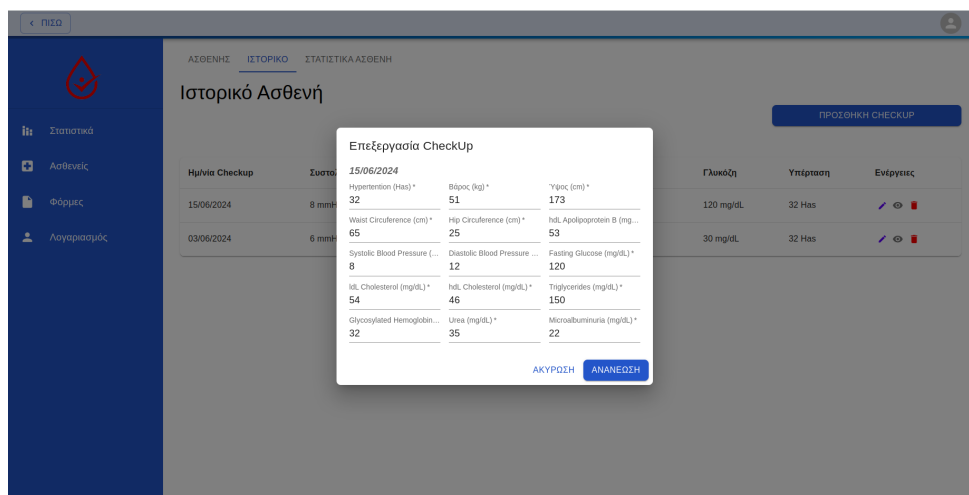 ΠΙΣΩ
ΑΣΘΕΝΗΣ ΙΣΤΟΡΙΚΟ ΣΤΑΤΙΣΤΙΚΑ ΑΣΘΕΝΗ
Ιστορικό Ασθενή
ΠΡΟΣΘΗΚΗ CHECKUP
Στατιστικά
Ασθενείς
Φόρμες
Λογαριασμός
Ημ/νία Checkup Συστο. Γλυκόζη Υπέρταση Ενέργειες
15/06/2024 8 mmH 120 mg/dL 32 Has
03/06/2024 6 mmH 30 mg/dL 32 Has
Επεξεργασία CheckUp
15/06/2024
Hypertention (Has) * Βάρος (kg) * Ύψος (cm) *
32 51 173
Waist Circuference (cm) * Hip Circuference (cm) * hdL Apolipoprotein B (mg...
65 25 53
Systolic Blood Pressure (... Diastolic Blood Pressure ... Fasting Glucose (mg/dL) *
8 12 120
ldL Cholesterol (mg/dL) * hdL Cholesterol (mg/dL) * Triglycerides (mg/dL) *
54 46 150
Glycosylated Hemoglobin... Urea (mg/dL) * Microalbuminuria (mg/dL) *
32 35 22
ΑΚΥΡΩΣΗ ΑΝΑΝΕΩΣΗ